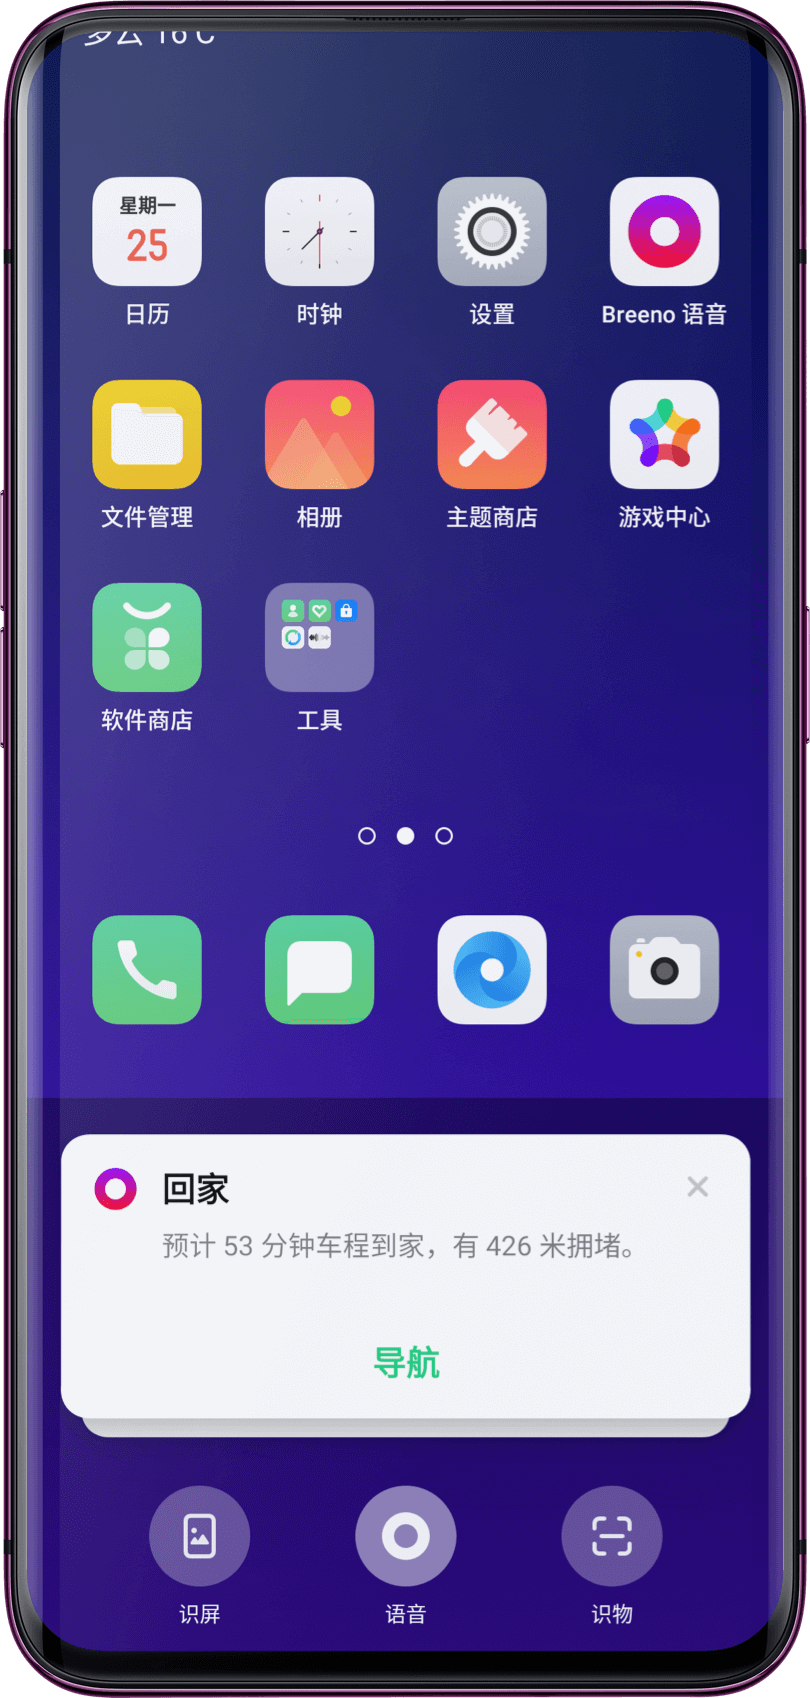 多云 16℃
星期一
25
日历
时钟
设置
Breeno 语音
文件管理
相册
主题商店
游戏中心
软件商店
工具
回家
预计 53 分钟车程到家，有 426 米拥堵。
导航
识屏
语音
识物